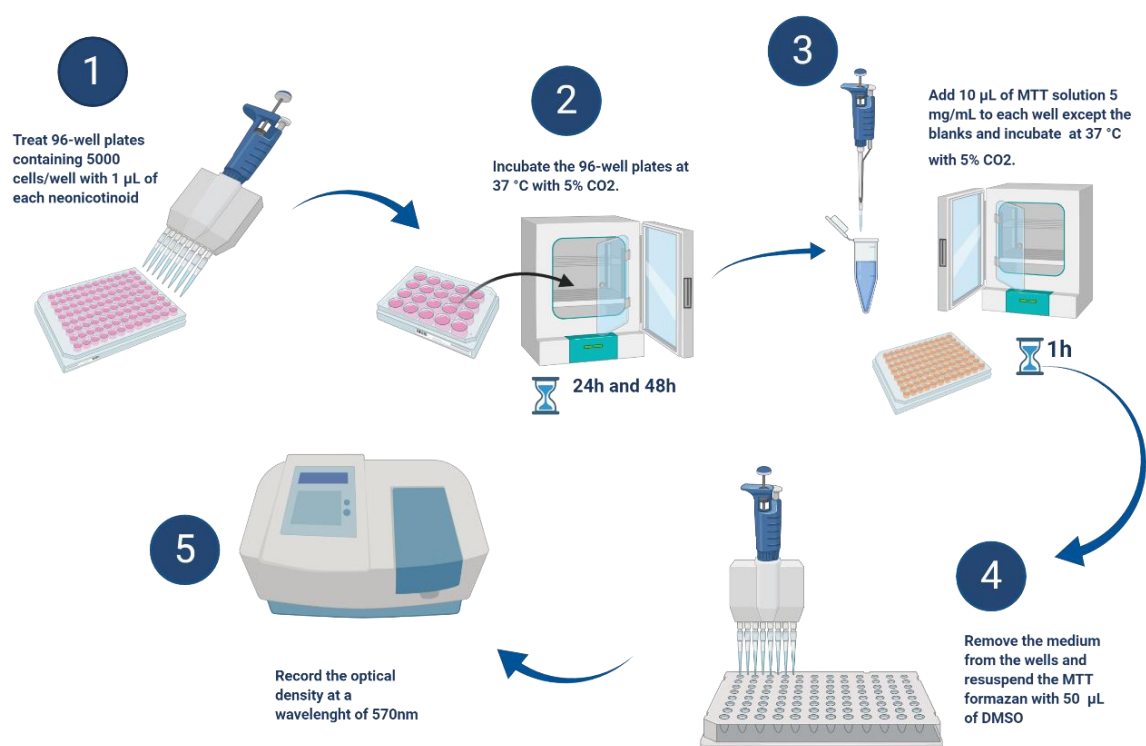 1
Treat 96-well plates
containing 5000
cells/well with 1 µL of
each neonicotinoid
2
Incubate the 96-well plates at
37 °C with 5% CO2.
24h and 48h
3
Add 10 µL of MTT solution 5
mg/mL to each well except the
blanks and incubate at 37 °C
with 5% CO2.
1h
4
Remove the medium
from the wells and
resuspend the MTT
formazan with 50 µL
of DMSO
5
Record the optical
density at a
wavelenght of 570nm